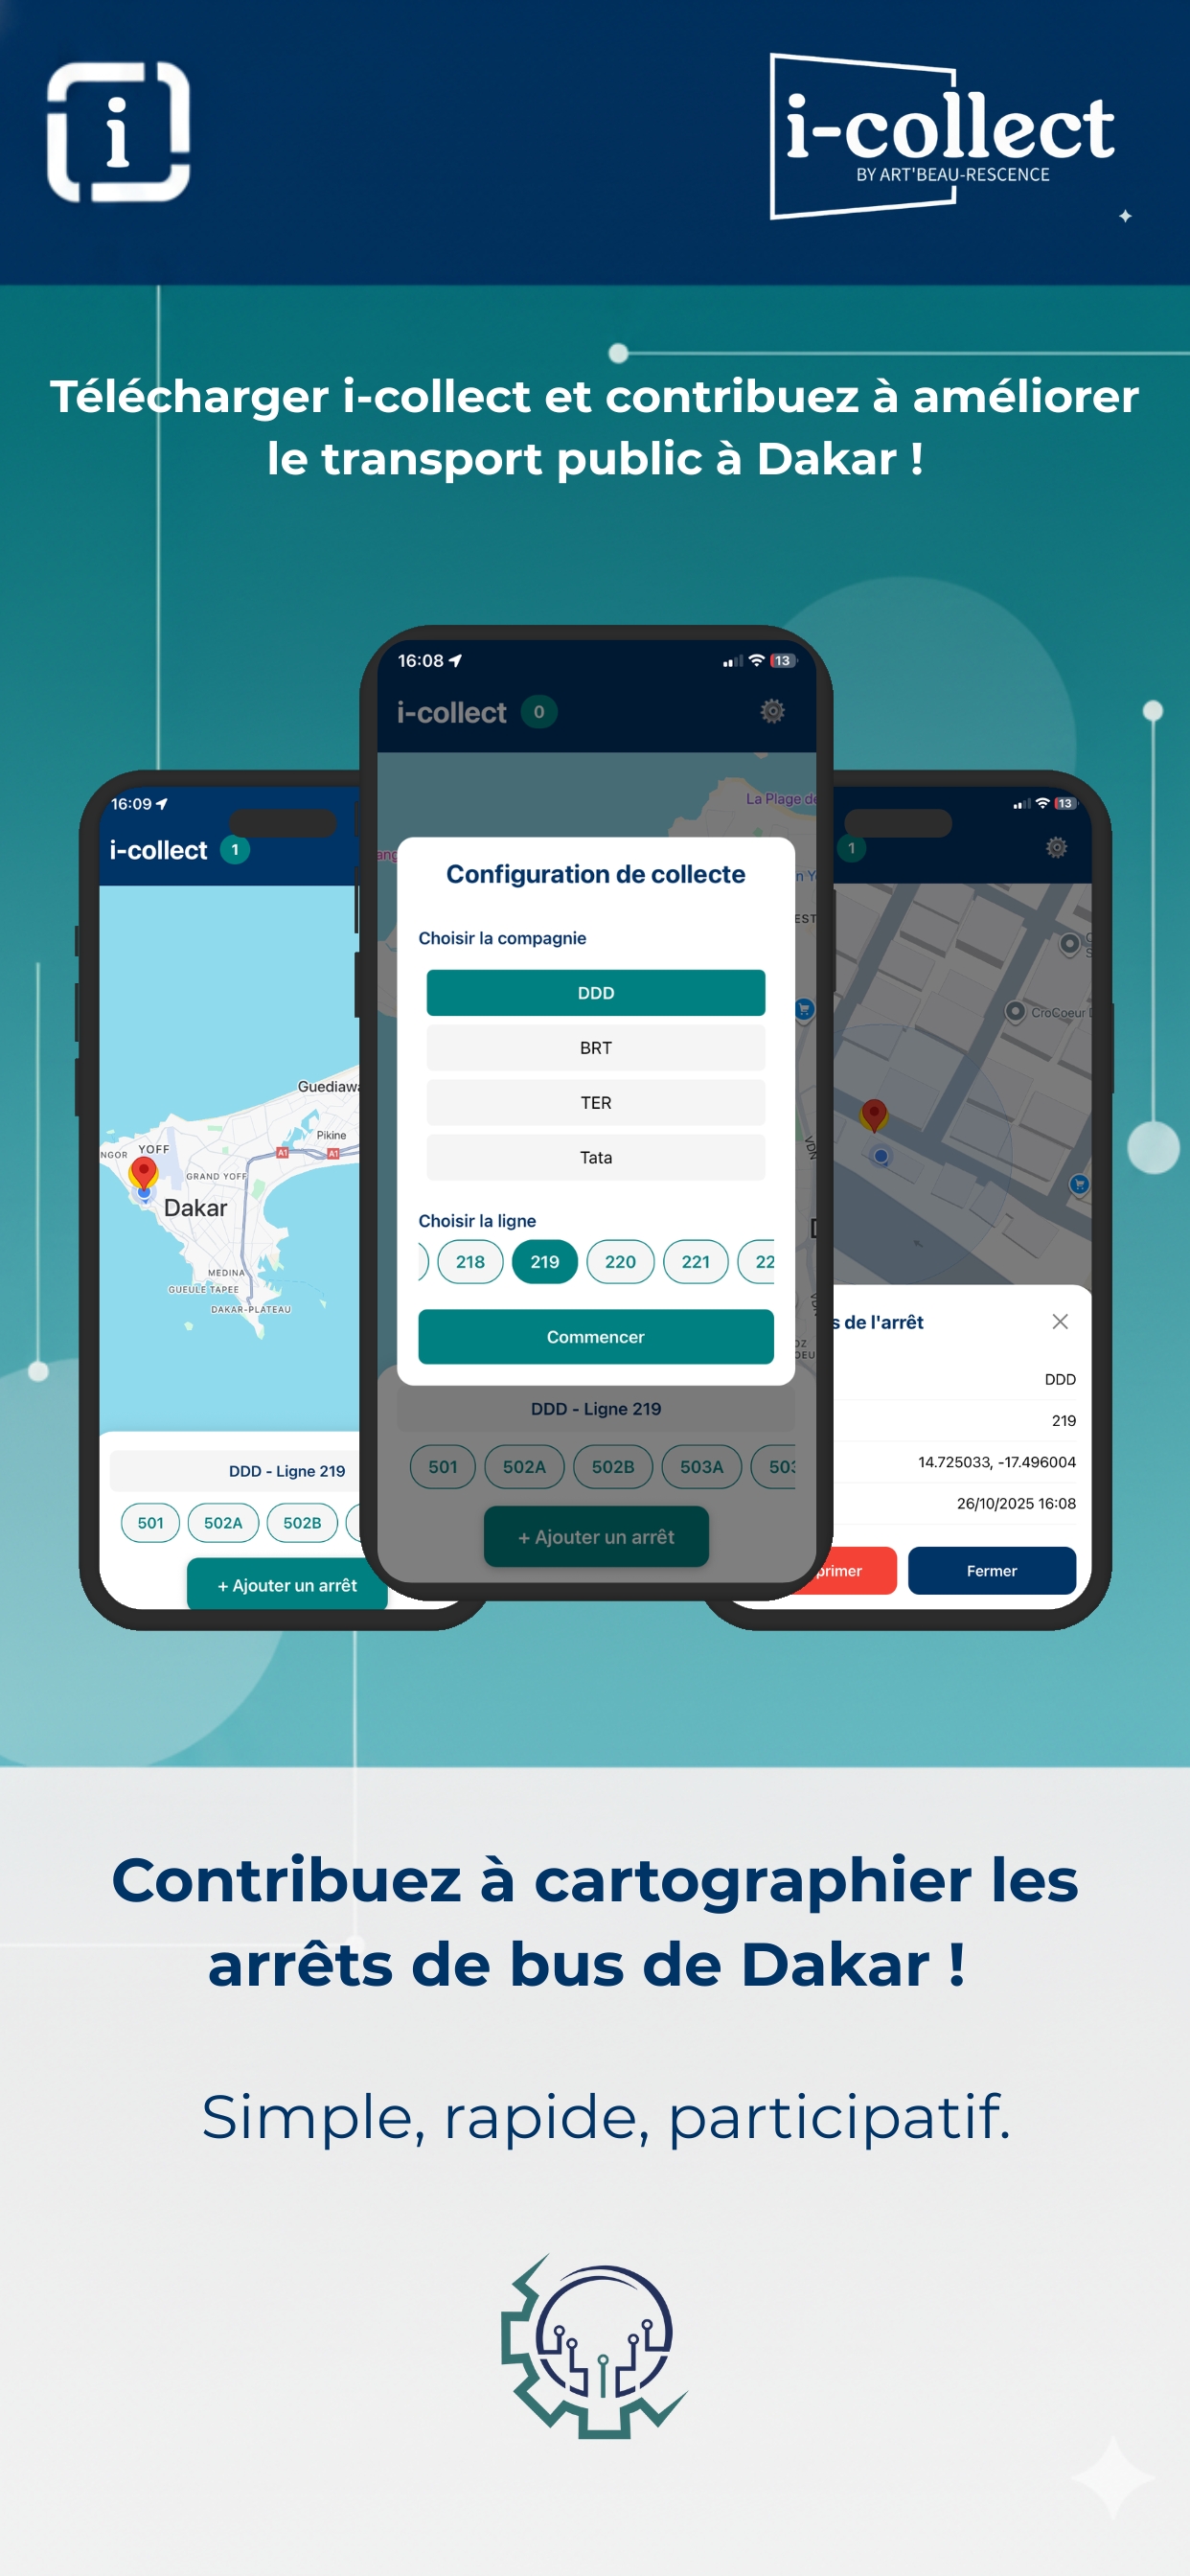 i
i-collect
BY ART'BEAU-RESCENCE
Télécharger i-collect et contribuez à améliorer
le transport public à Dakar !
16:09
i-collect 1
Guediawa
Pikine
A1 A1
NGOR YOFF
GRAND YOFF
Dakar
MEDINA
GUEULE TAPEE
DAKAR-PLATEAU
DDD - Ligne 219
501 502A 502B
+ Ajouter un arrêt
16:08 13
i-collect 0
La Plage de
Configuration de collecte
Choisir la compagnie
DDD
BRT
TER
Tata
Choisir la ligne
218 219 220 221 22
Commencer
DDD - Ligne 219
501 502A 502B 503A 503
+ Ajouter un arrêt
13
1
CroCoeur
s de l'arrêt
DDD
219
14.725033, -17.496004
26/10/2025 16:08
primer Fermer
Contribuez à cartographier les
arrêts de bus de Dakar !
Simple, rapide, participatif.